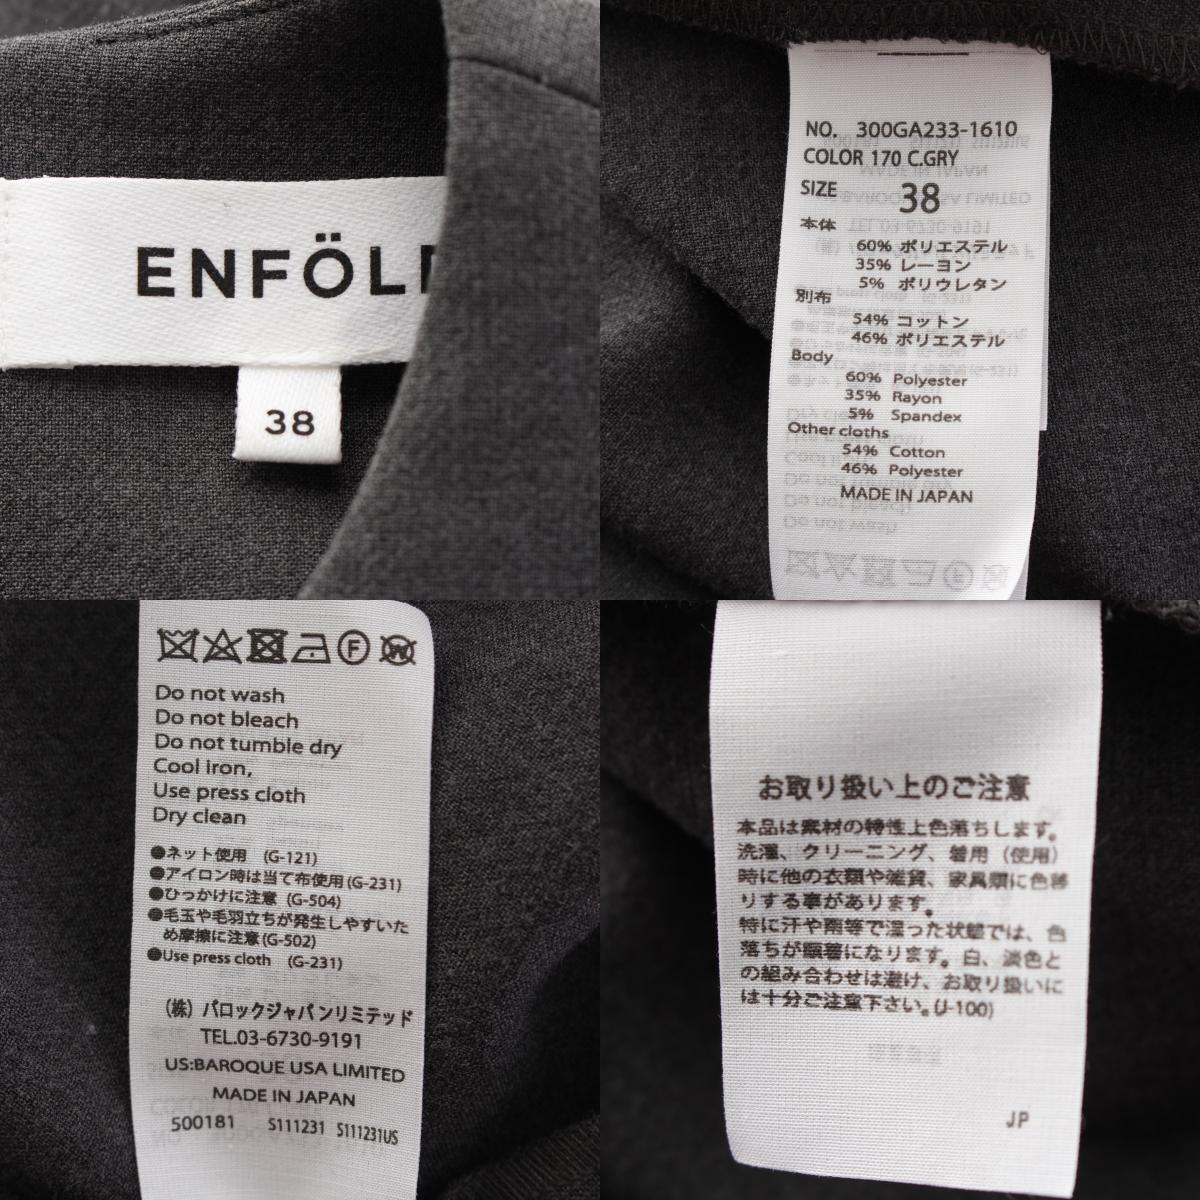 ENFÖL
38
NO. 300GA233-1610
COLOR 170 C.GRY
SIZE 38
本体
60% ポリエステル
35% レーヨン
5% ポリウレタン
別布
54% コットン
46% ポリエステル
Body
60% Polyester
35% Rayon
5% Spandex
Other cloths
54% Cotton
46% Polyester
MADE IN JAPAN
Do not wash
Do not bleach
Do not tumble dry
Cool iron,
Use press cloth
Dry clean
●ネット使用 (G-121)
●アイロン時は当て布使用(G-231)
●ひっかけに注意 (G-504)
●毛玉や毛羽立ちが発生しやすいた
め摩擦に注意(G-502)
●Use press cloth (G-231)
(株) バロックジャパンリミテッド
TEL.03-6730-9191
US:BAROQUE USA LIMITED
MADE IN JAPAN
500181 S111231 S111231US
お取り扱い上のご注意
本品は素材の特性上色落ちします。
洗濯、クリーニング、着用（使用）
時に他の衣類や雑貨、家具類に色移
りする事があります。
特に汗や雨等で湿った状態では、色
落ちが顕著になります。白、淡色と
の組み合わせは避け、お取り扱いに
は十分ご注意下さい。(J-100)
JP